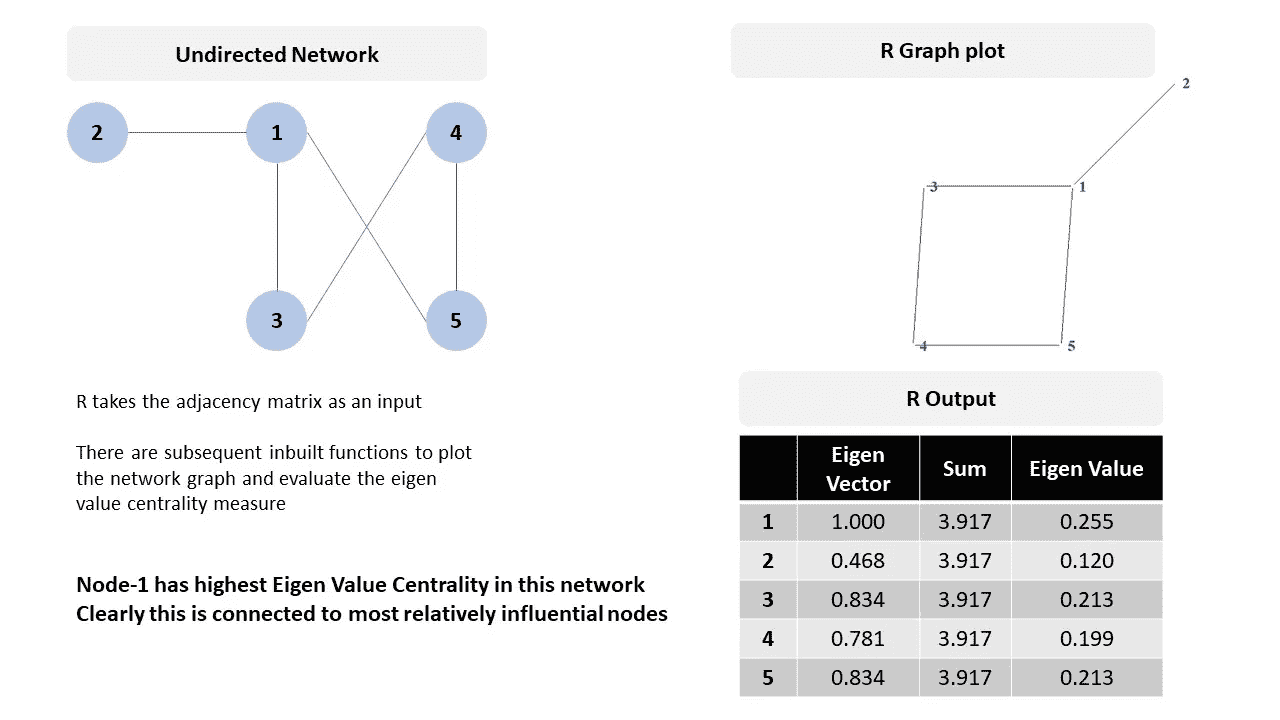 Undirected Network
2 1 4
3 5
R takes the adjacency matrix as an input
There are subsequent inbuilt functions to plot
the network graph and evaluate the eigen
value centrality measure
Node-1 has highest Eigen Value Centrality in this network
Clearly this is connected to most relatively influential nodes
R Graph plot
2
3 1
4 5
R Output
Eigen Vector Sum Eigen Value
1 1.000 3.917 0.255
2 0.468 3.917 0.120
3 0.834 3.917 0.213
4 0.781 3.917 0.199
5 0.834 3.917 0.213